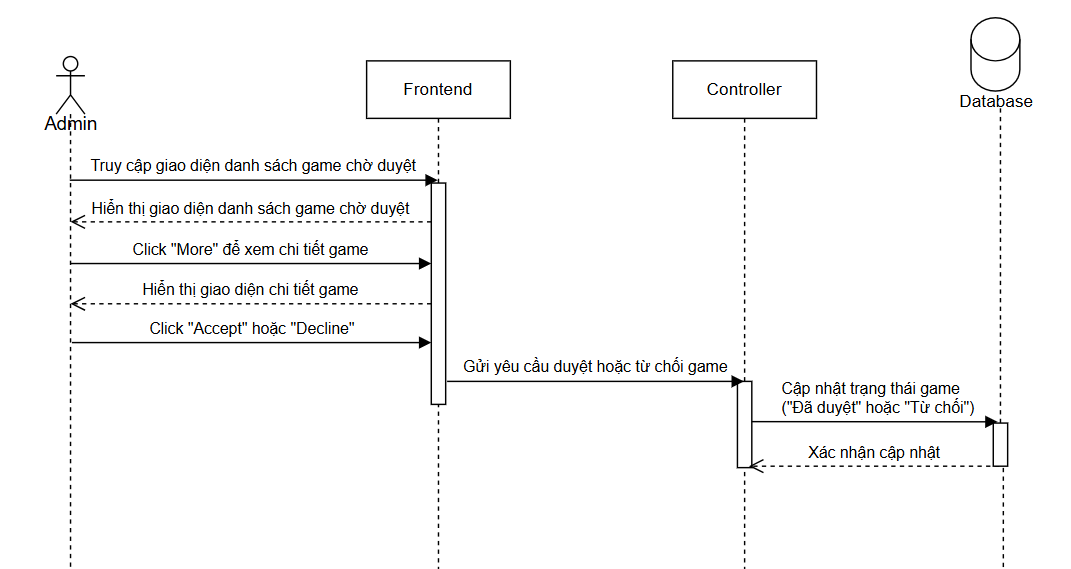 Admin
Frontend
Controller
Database
Truy cập giao diện danh sách game chờ duyệt
Hiển thị giao diện danh sách game chờ duyệt
Click "More" để xem chi tiết game
Hiển thị giao diện chi tiết game
Click "Accept" hoặc "Decline"
Gửi yêu cầu duyệt hoặc từ chối game
Cập nhật trạng thái game
("Đã duyệt" hoặc "Từ chối")
Xác nhận cập nhật